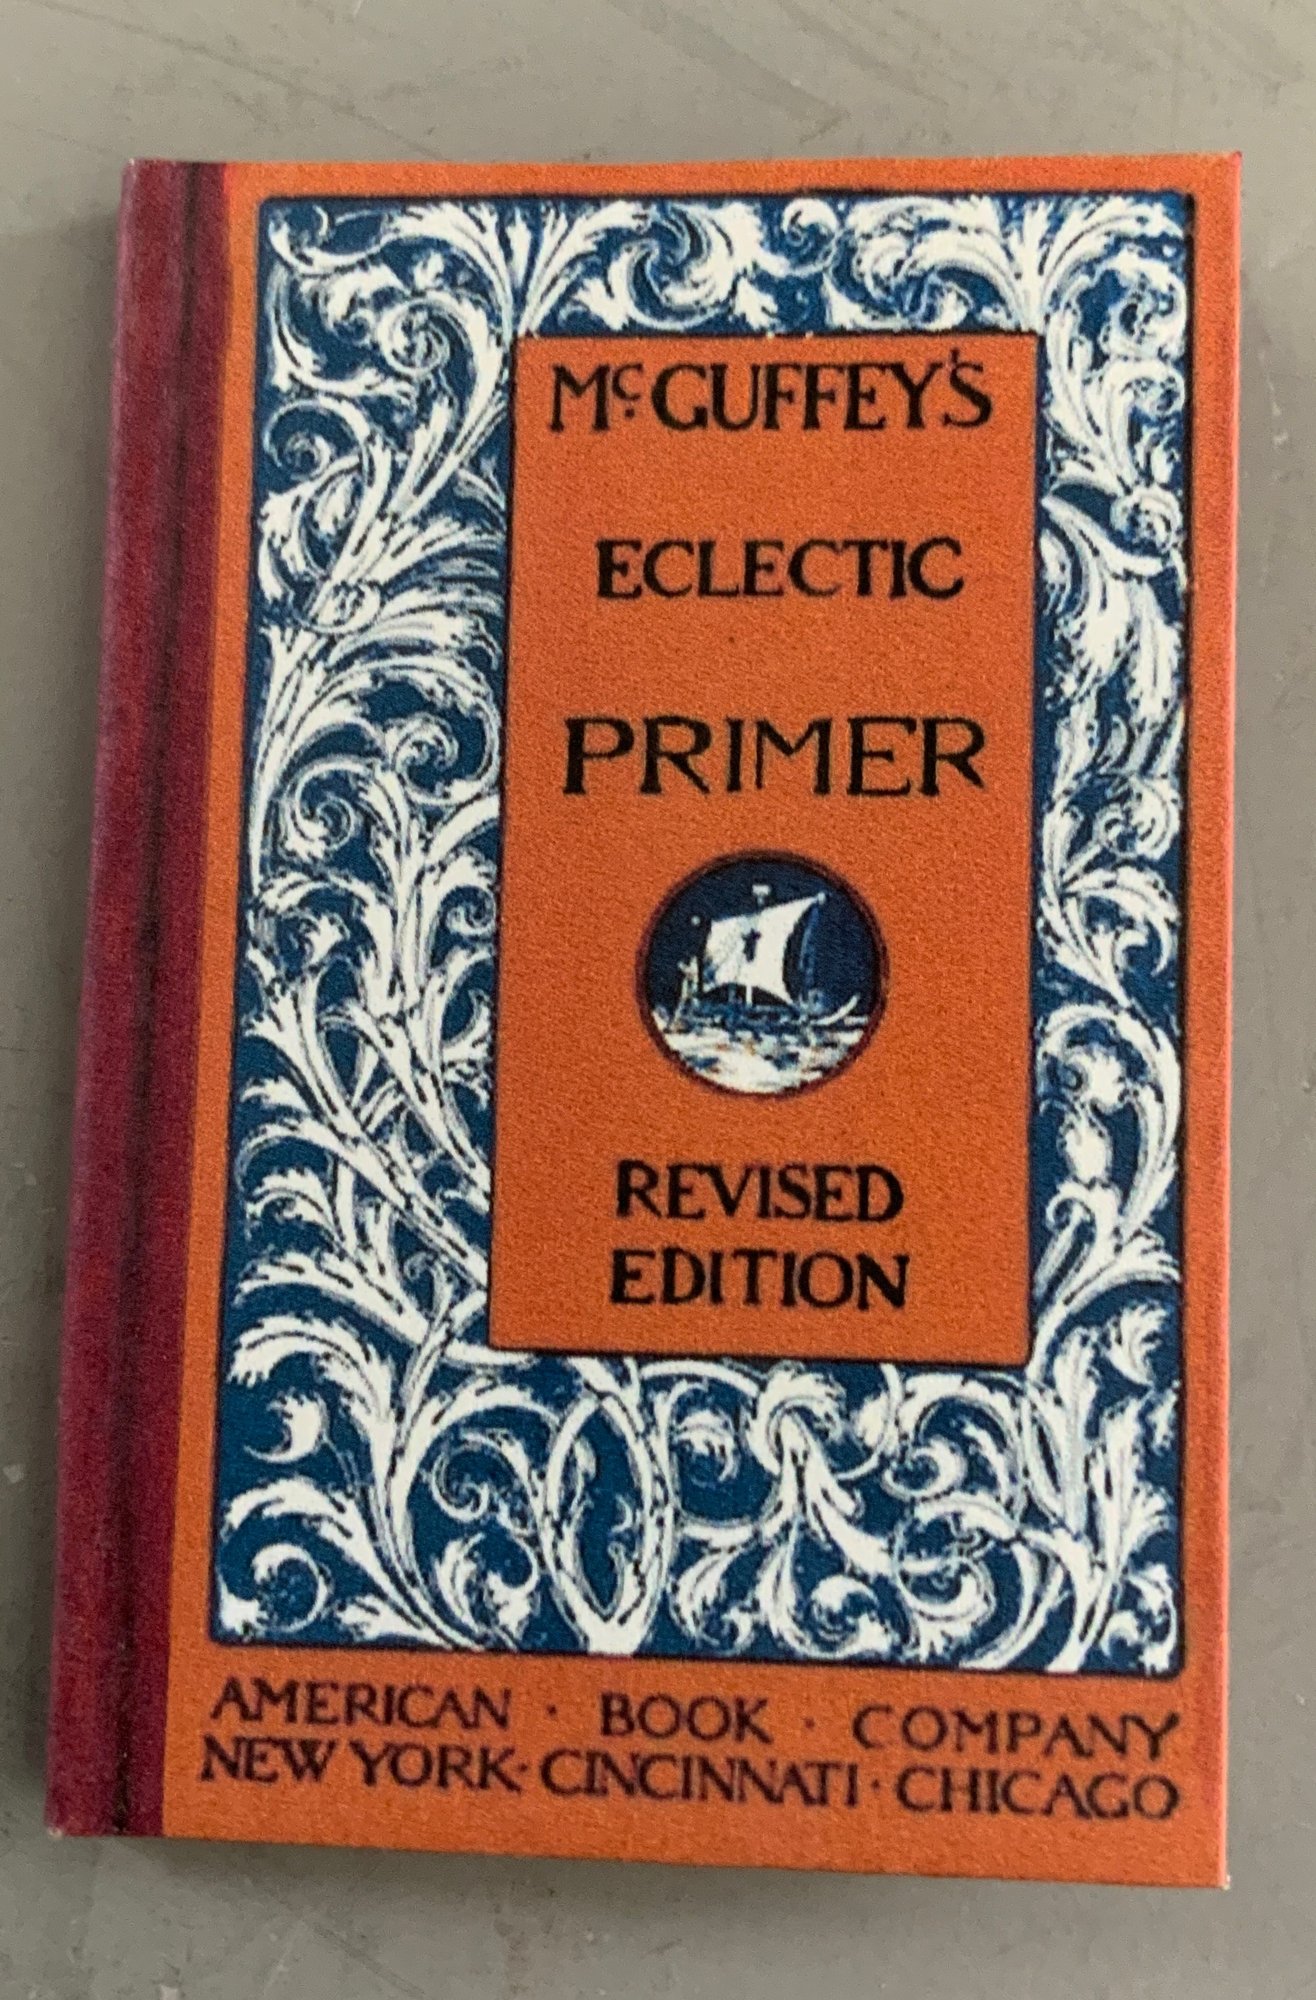 McGUFFEY'S
ECLECTIC
PRIMER
REVISED
EDITION
AMERICAN · BOOK · COMPANY
NEW YORK · CINCINNATI · CHICAGO